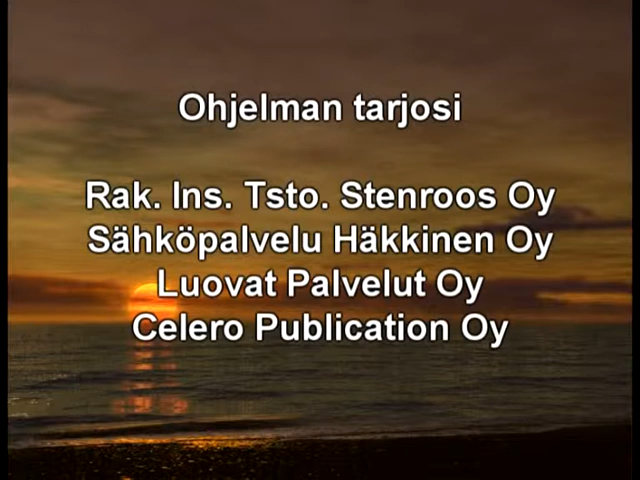 Ohjelman tarjosi
Rak. Ins. Tsto. Stenroos Oy
Sähköpalvelu Häkkinen Oy
Luovat Palvelut Oy
Celero Publication Oy